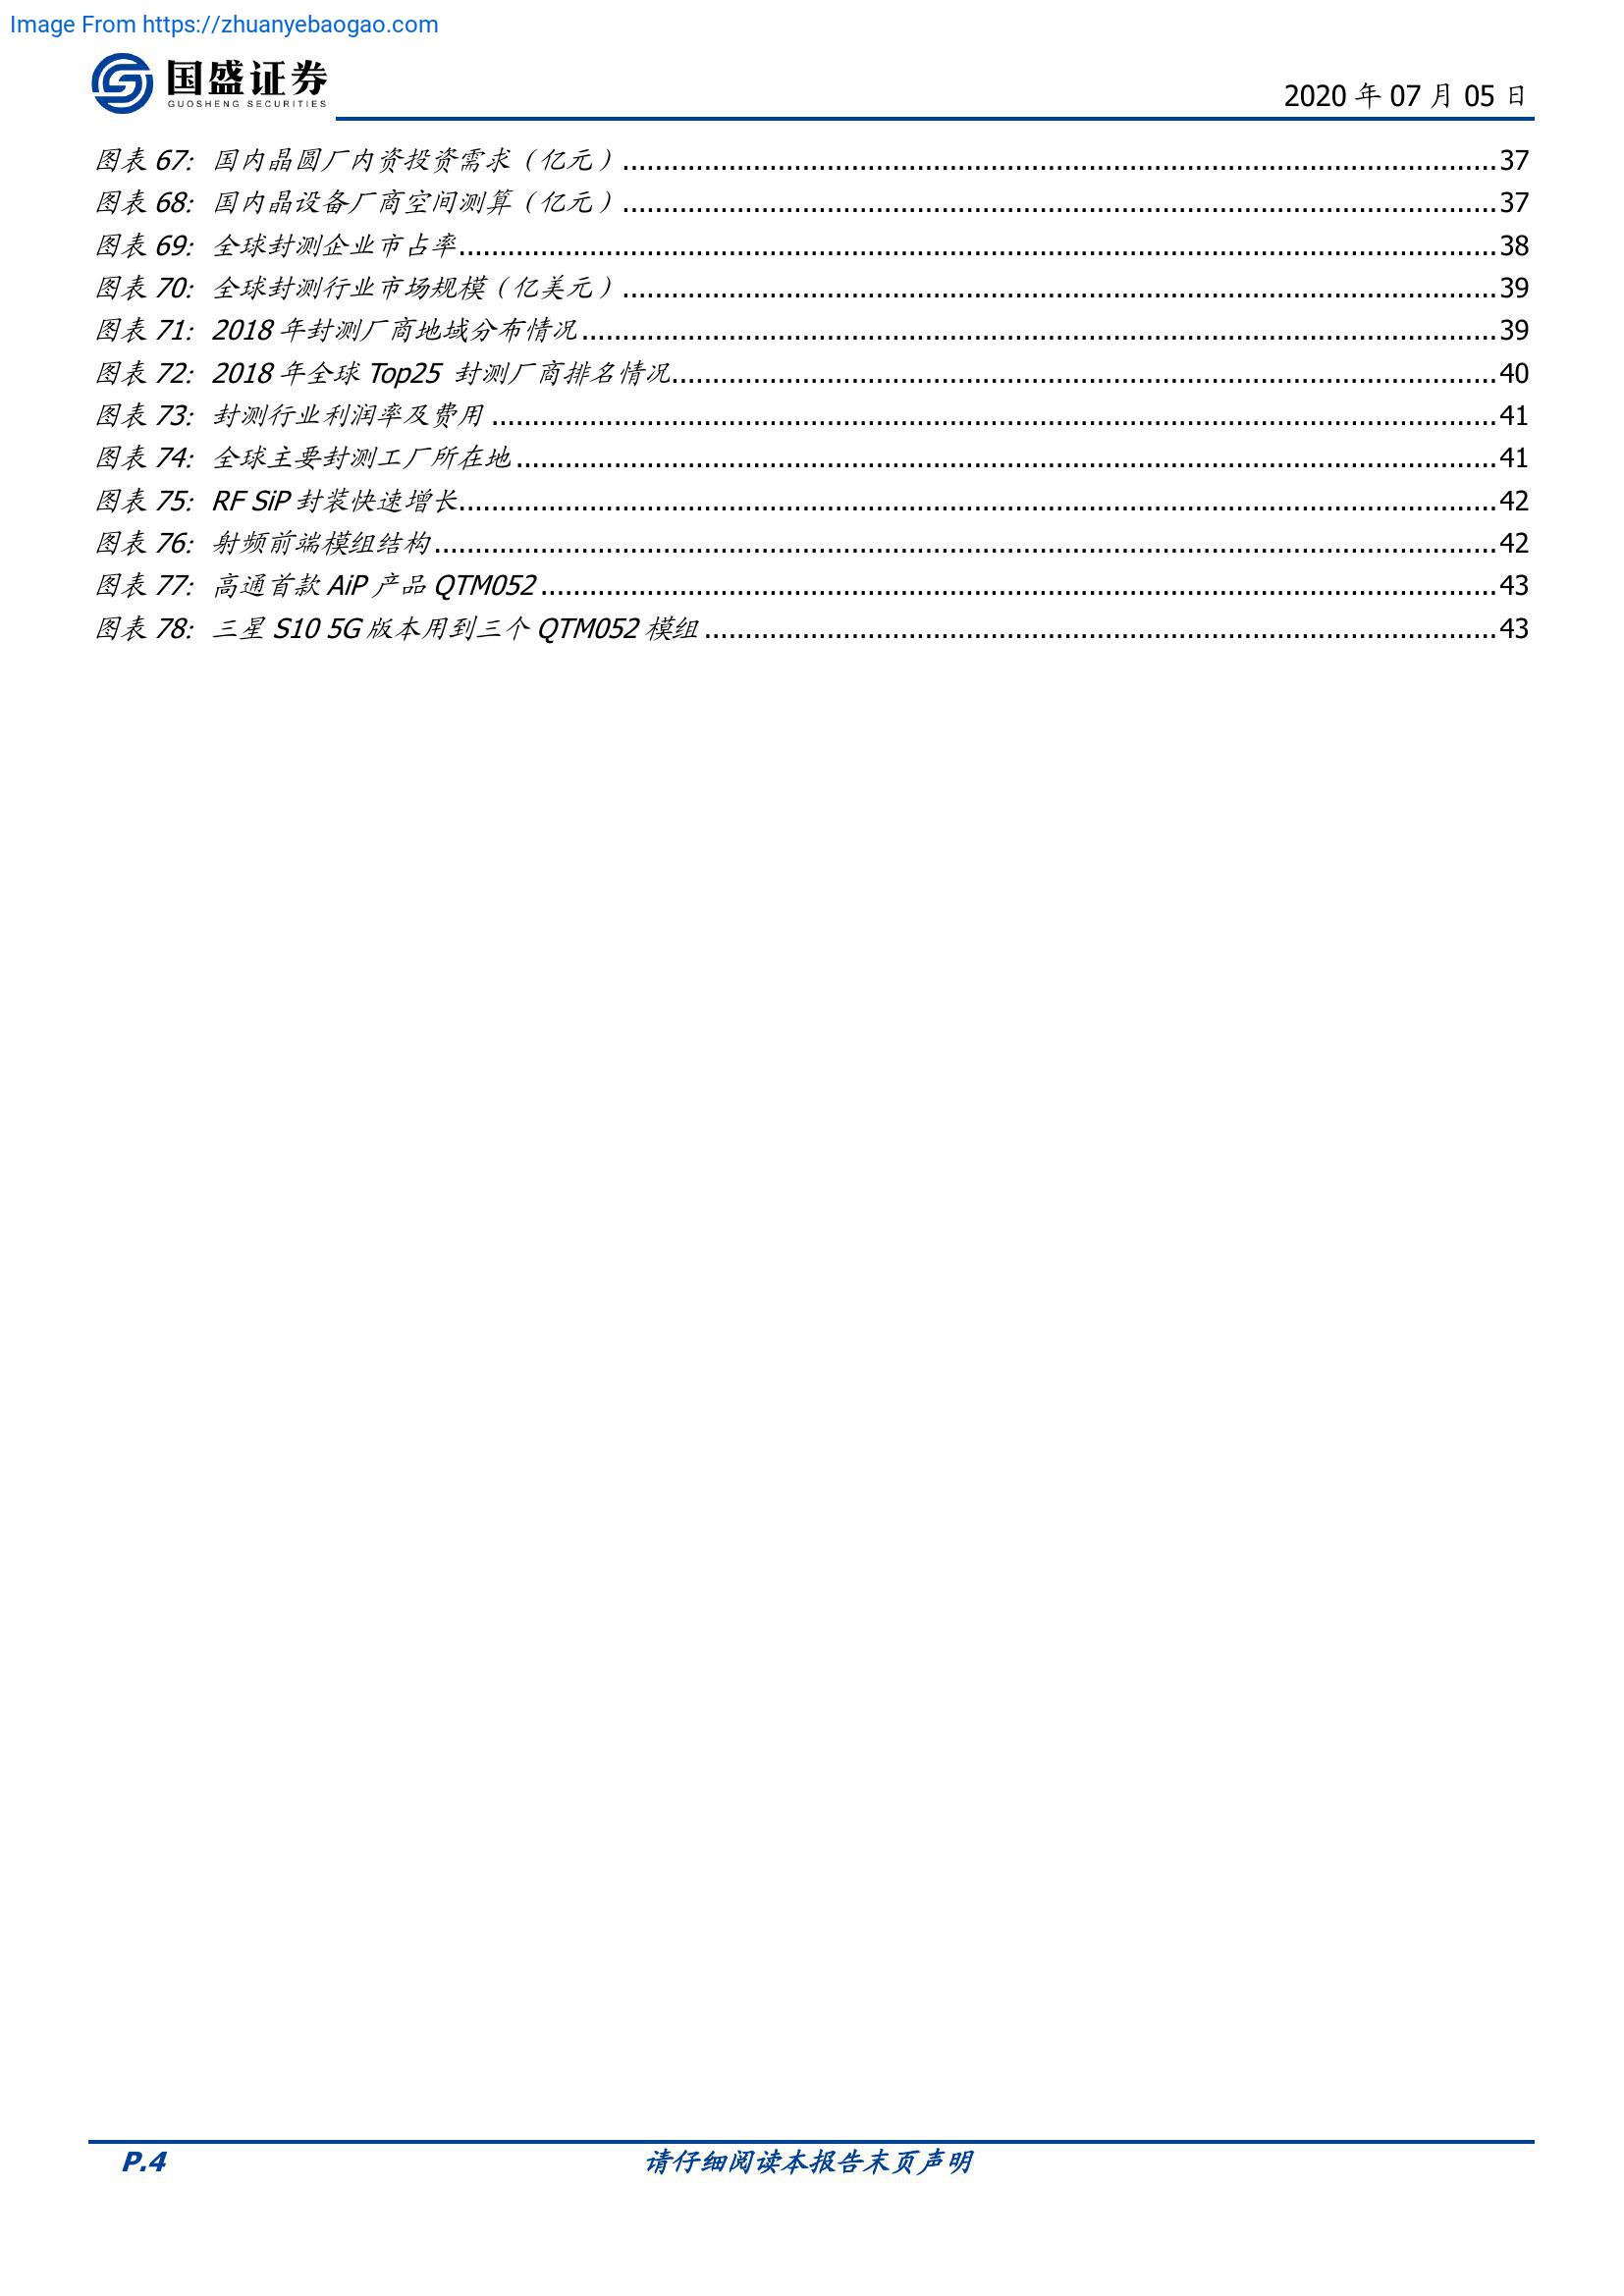 Image From https://zhuanyebaogao.com
国盛证券
GUOSHENG SECURITIES
2020 年 07 月 05 日
图表 67: 国内晶圆厂内资投资需求（亿元）....................37
图表 68: 国内晶设备厂商空间测算（亿元）....................37
图表 69: 全球封测企业市占率....................38
图表 70: 全球封测行业市场规模（亿美元）....................39
图表 71: 2018 年封测厂商地域分布情况....................39
图表 72: 2018 年全球 Top25 封测厂商排名情况....................40
图表 73: 封测行业利润率及费用....................41
图表 74: 全球主要封测工厂所在地....................41
图表 75: RF SiP 封装快速增长....................42
图表 76: 射频前端模组结构....................42
图表 77: 高通首款 AiP 产品 QTM052....................43
图表 78: 三星 S10 5G 版本用到三个 QTM052 模组....................43
P.4
请仔细阅读本报告末页声明